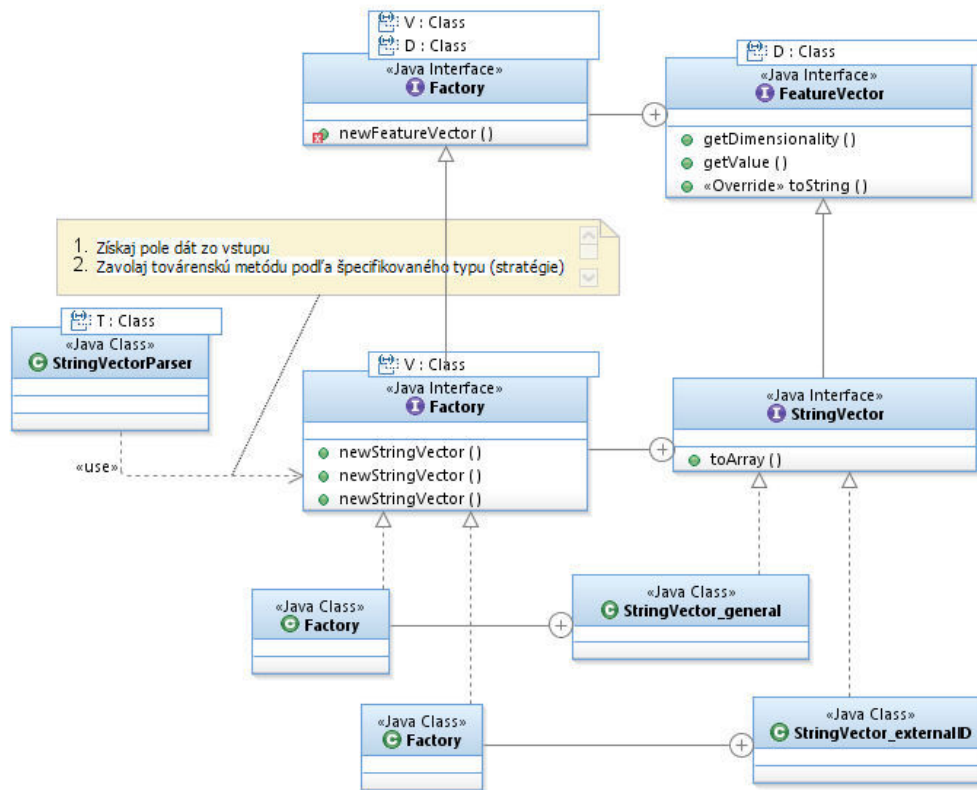 V : Class
D : Class
«Java Interface»
Factory
newFeatureVector ( )
D : Class
«Java Interface»
FeatureVector
getDimensionality ( )
getValue ( )
«Override» toString ( )
1. Získaj pole dát zo vstupu
2. Zavolaj továrenskú metódu podľa špecifikovaného typu (stratégie)
T : Class
«Java Class»
StringVectorParser
«use»
V : Class
«Java Interface»
Factory
newStringVector ( )
newStringVector ( )
newStringVector ( )
«Java Interface»
StringVector
toArray ( )
«Java Class»
Factory
«Java Class»
StringVector_general
«Java Class»
Factory
«Java Class»
StringVector_externalID